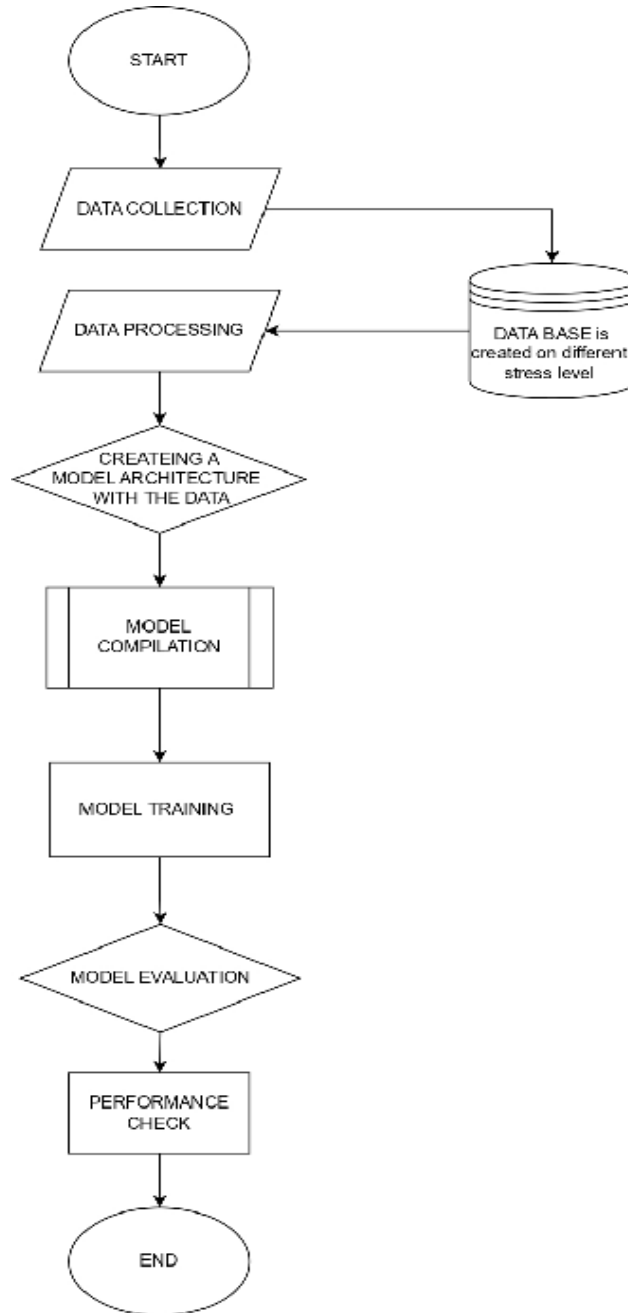 START
DATA COLLECTION
DATA BASE is
created on different
stress level
DATA PROCESSING
CREATEING A
MODEL ARCHITECTURE
WITH THE DATA
MODEL
COMPILATION
MODEL TRAINING
MODEL EVALUATION
PERFORMANCE
CHECK
END